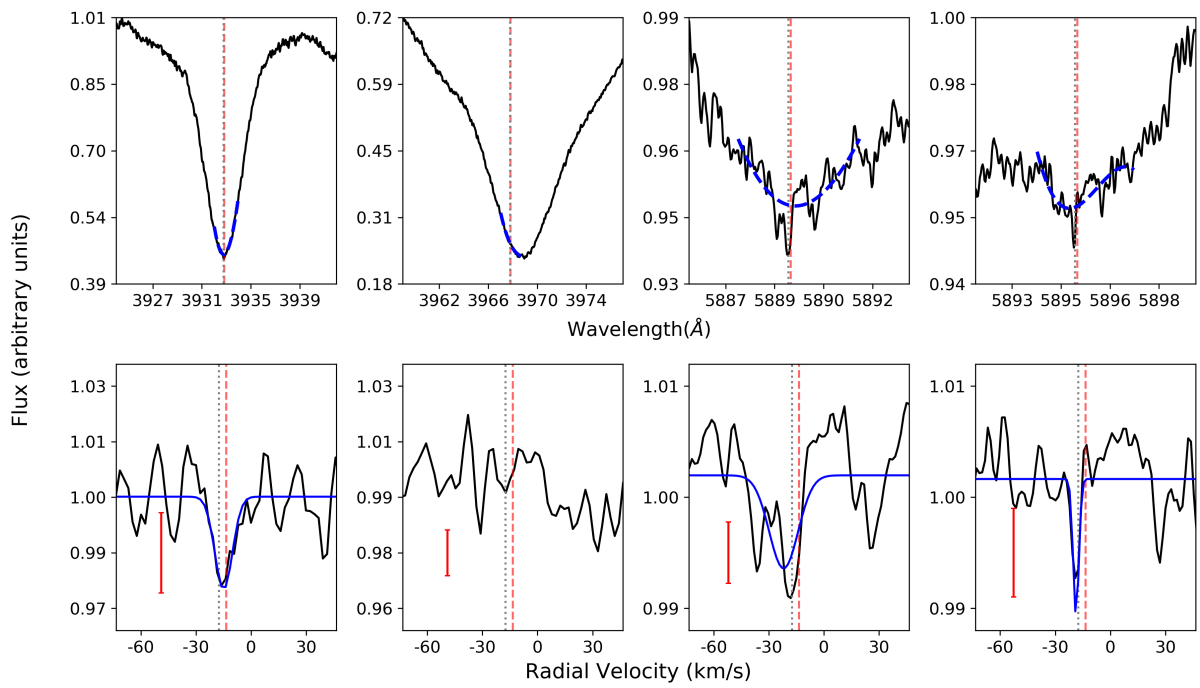 Flux (arbitrary units)
1.01 0.85 0.70 0.54 0.39
3927 3931 3935 3939
0.72 0.59 0.45 0.31 0.18
3962 3966 3970 3974
0.99 0.98 0.96 0.95 0.93
5887 5889 5890 5892
1.00 0.98 0.97 0.95 0.94
5893 5895 5896 5898
Wavelength(Å)
1.03 1.01 1.00 0.99 0.97
-60 -30 0 30
1.03 1.01 0.99 0.98 0.96
-60 -30 0 30
1.01 1.00 0.99
-60 -30 0 30
1.01 1.00 0.99
-60 -30 0 30
Radial Velocity (km/s)